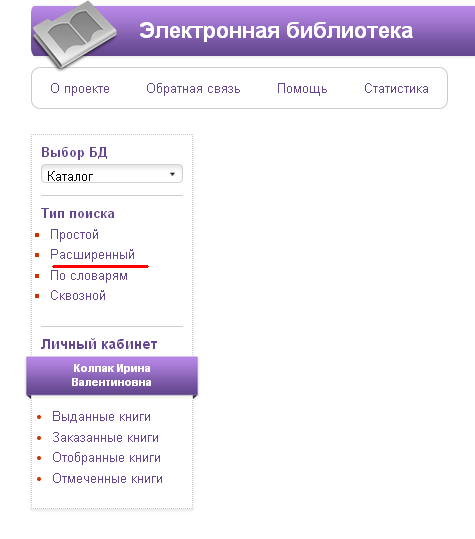 Электронная библиотека
О проекте Обратная связь Помощь Статистика
Выбор БД
Каталог
Тип поиска
Простой
Расширенный
По словарям
Сквозной
Личный кабинет
Колпак Ирина
Валентиновна
Выданные книги
Заказанные книги
Отобранные книги
Отмеченные книги